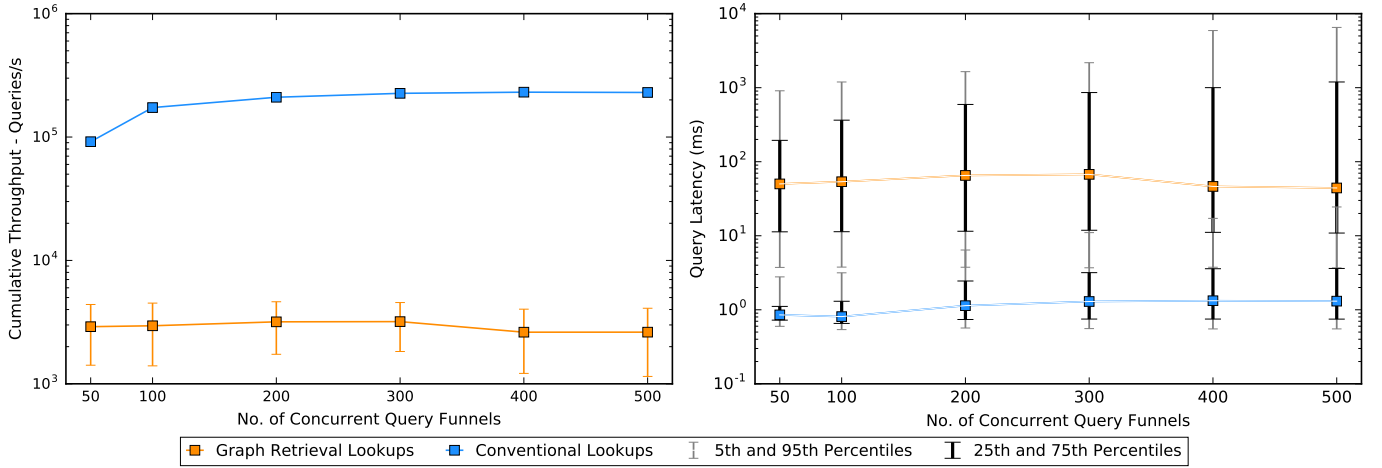 Cumulative Throughput - Queries/s
10^6
10^5
10^4
10^3
50 100 200 300 400 500
No. of Concurrent Query Funnels
Query Latency (ms)
10^4
10^3
10^2
10^1
10^0
10^-1
50 100 200 300 400 500
No. of Concurrent Query Funnels
Graph Retrieval Lookups Conventional Lookups 5th and 95th Percentiles 25th and 75th Percentiles